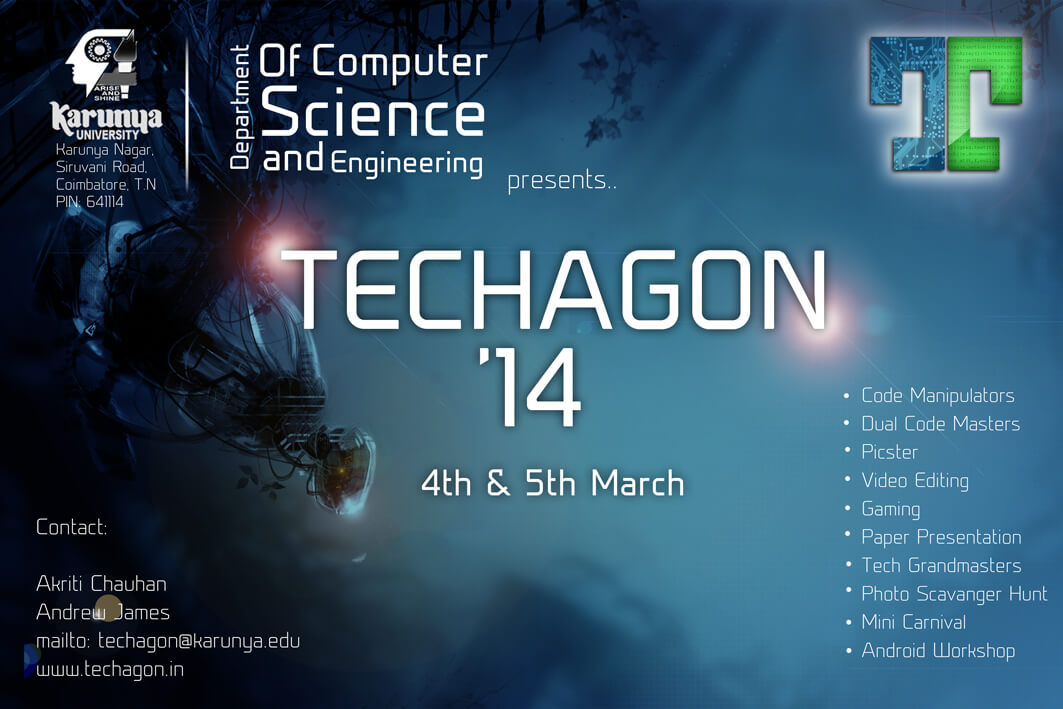 ARISE
AND
SHINE
Karunya
UNIVERSITY
Karunya Nagar,
Siruvani Road,
Coimbatore, T.N
PIN: 641114
Department
Of Computer
Science
and Engineering
presents..
TECHAGON
'14
4th & 5th March
• Code Manipulators
• Dual Code Masters
• Picster
• Video Editing
• Gaming
• Paper Presentation
• Tech Grandmasters
• Photo Scavanger Hunt
• Mini Carnival
• Android Workshop
Contact:
Akriti Chauhan
Andrew James
mailto: techagon@karunya.edu
www.techagon.in